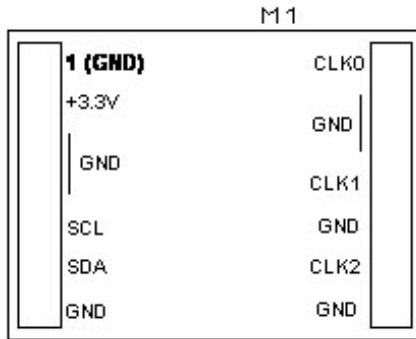 M1
1 (GND)
+3.3V
GND
SCL
SDA
GND
CLK0
GND
CLK1
GND
CLK2
GND